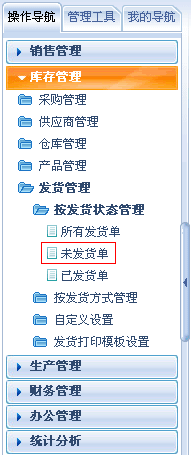 操作导航 管理工具 我的导航
销售管理
库存管理
采购管理
供应商管理
仓库管理
产品管理
发货管理
按发货状态管理
所有发货单
未发货单
已发货单
按发货方式管理
自定义设置
发货打印模板设置
生产管理
财务管理
办公管理
统计分析